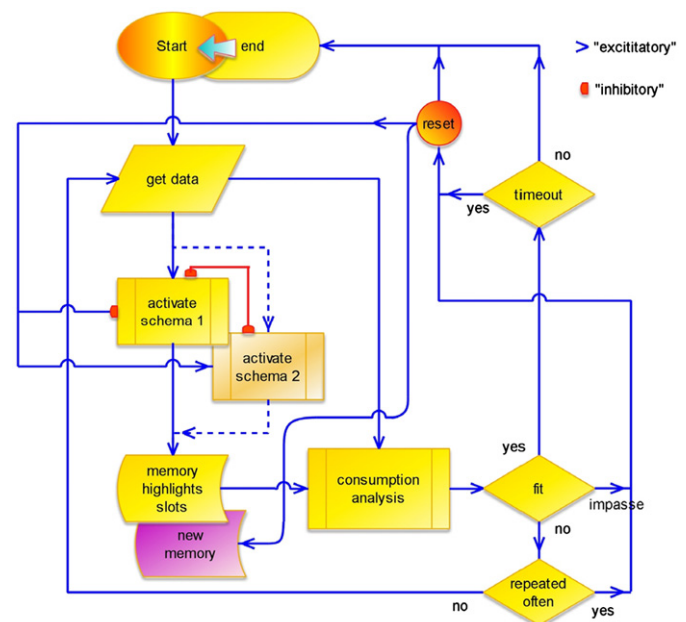 Start
end
> "excititatory"
"inhibitory"
reset
no
get data
timeout
yes
activate
schema 1
activate
schema 2
yes
memory
highlights
slots
consumption
analysis
fit
impasse
new
memory
no
repeated
often
no
yes